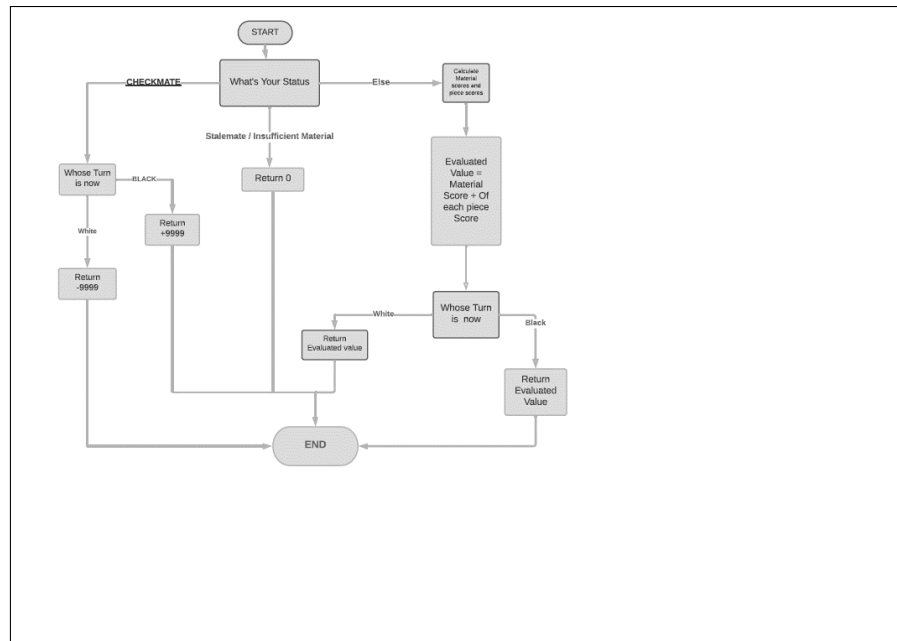 START
What's Your Status
CHECKMATE
Else
Calculate
Material
scores and
piece scores
Stalemate / Insufficient Material
Evaluated
Value =
Material
Score + Of
each piece
Score
Whose Turn
is now
BLACK
Return 0
White
Return
+9999
Return
-9999
Whose Turn
is now
White
Black
Return
Evaluated value
Return
Evaluated
Value
END